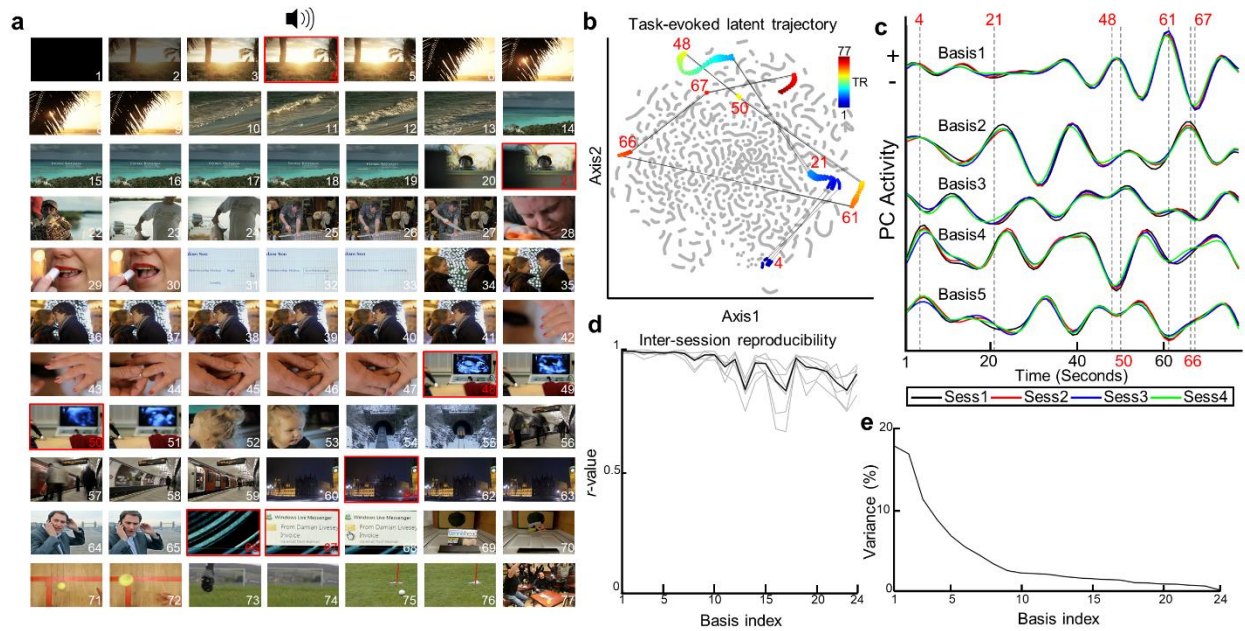 a
1 2 3 4 5 6 7
8 9 10 11 12 13 14
15 16 17 18 19 20 21
22 23 24 25 26 27 28
29 30 31 32 33 34 35
36 37 38 39 40 41 42
43 44 45 46 47 48 49
50 51 52 53 54 55 56
57 58 59 60 61 62 63
64 65 66 67 68 69 70
Windows Live Messenger
From Damian Livesey
Invoice
71 72 73 74 75 76 77
b
Task-evoked latent trajectory
48
77
TR
1
67
50
66
21
61
4
Axis2
Axis1
c
4 21 48 61 67
+
-
PC Activity
Basis1
Basis2
Basis3
Basis4
Basis5
1 20 40 50 60 66
Time (Seconds)
Sess1 Sess2 Sess3 Sess4
d
Inter-session reproducibility
1
0.5
0
r-value
1 5 10 15 20 24
Basis index
e
20
10
0
Variance (%)
1 5 10 15 20 24
Basis index